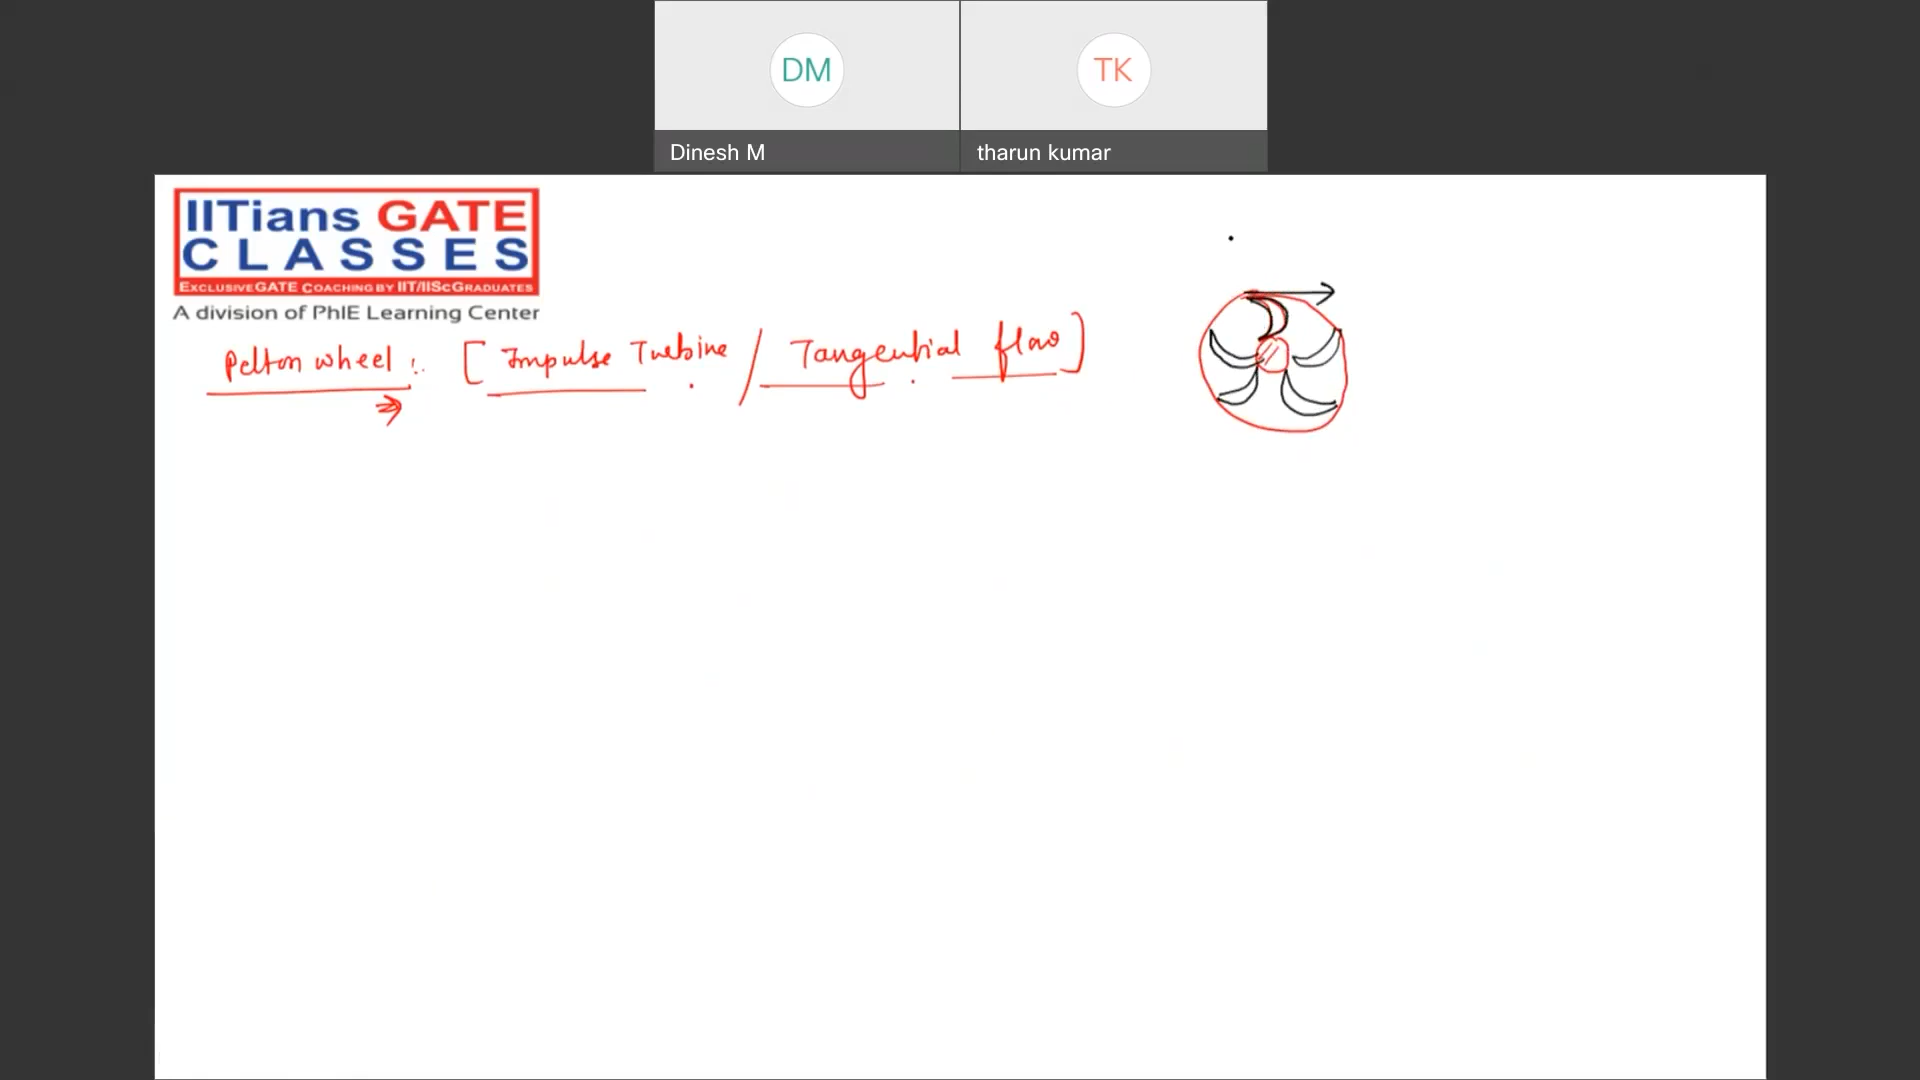 DM
TK
Dinesh M
tharun kumar
IITians GATE
CLASSES
EXCLUSIVE GATE COACHING BY IIT/IISc GRADUATES
A division of PhIE Learning Center
Pelton wheel : [ Impulse Turbine / Tangential flow ]